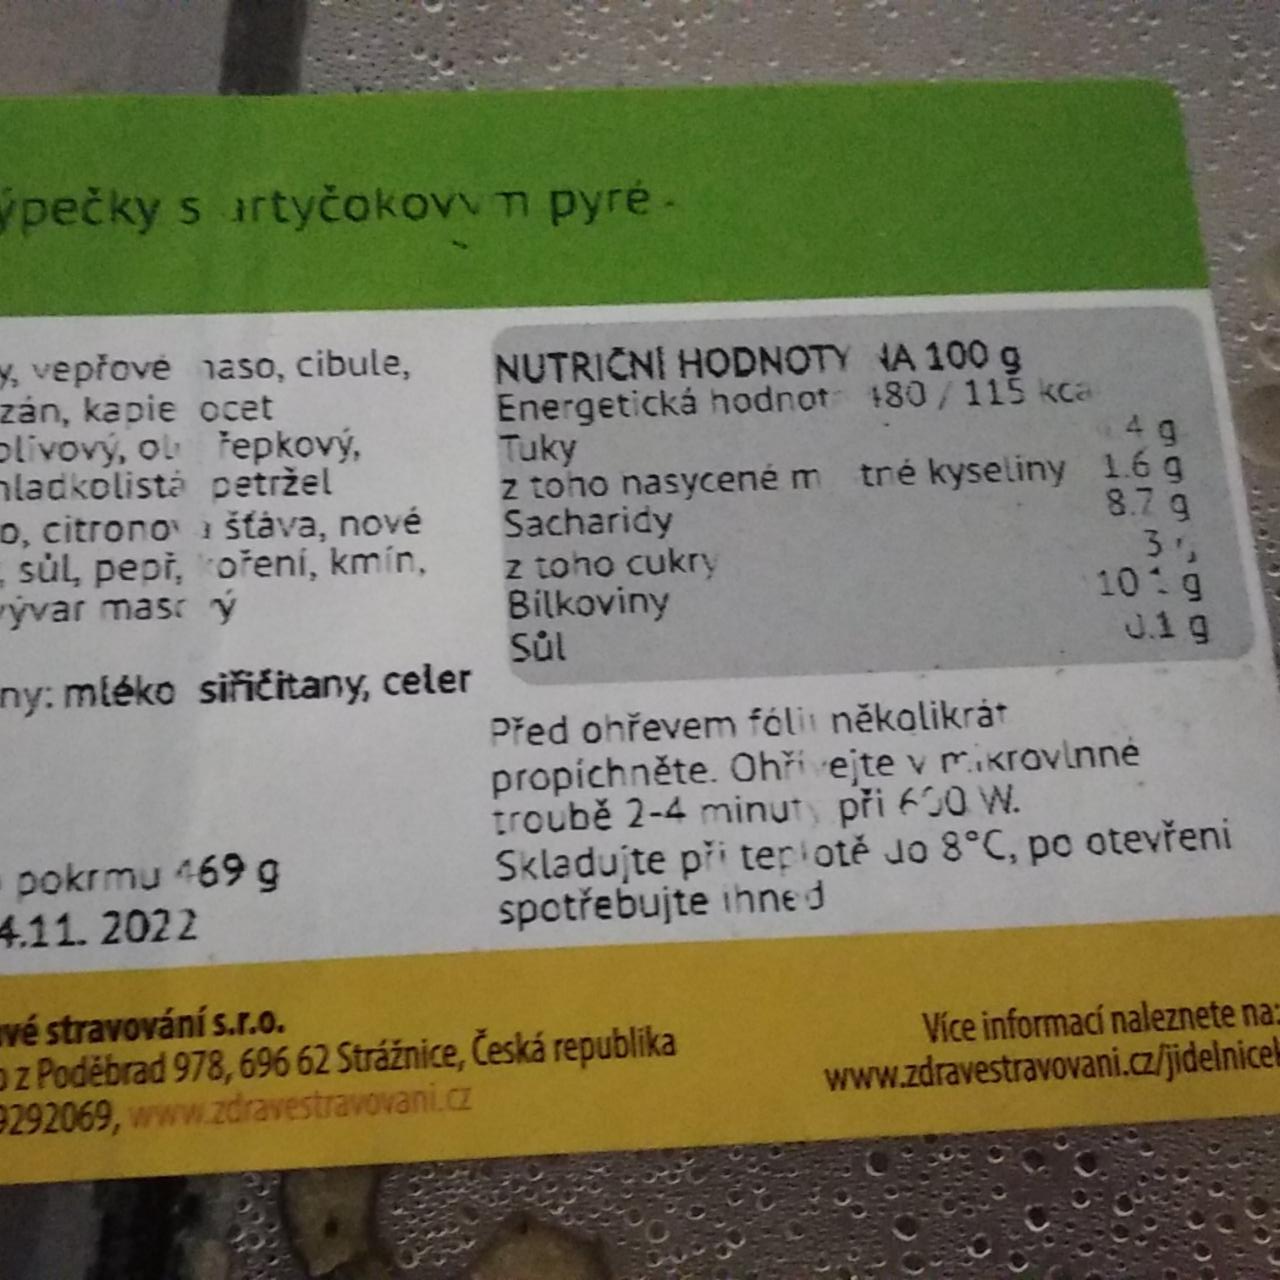 ýpečky s artyčokovým pyré -
y, vepřové maso, cibule,
zán, kapie ocet
olivový, olej řepkový,
hladkolistá petržel
o, citronová šťáva, nové
, sůl, pepř, koření, kmín,
vývar masový
ny: mléko siřičitany, celer
pokrmu 469 g
4.11. 2022
NUTRIČNÍ HODNOTY NA 100 g
Energetická hodnota 480 / 115 kcal
Tuky 4 g
z toho nasycené mastné kyseliny 1.6 g
Sacharidy 8.7 g
z toho cukry 3 g
Bílkoviny g
Sůl 0.1 g
Před ohřevem fólii několikrát
propíchněte. Ohřívejte v mikrovlnné
troubě 2-4 minuty při W.
Skladujte při teplotě do 8°C, po otevření
spotřebujte ihned
vé stravování s.r.o.
o z Poděbrad 978, 696 62 Strážnice, Česká republika
9292069, www.zdravestravovani.cz
Více informací naleznete na:
www.zdravestravovani.cz/jidelnicek